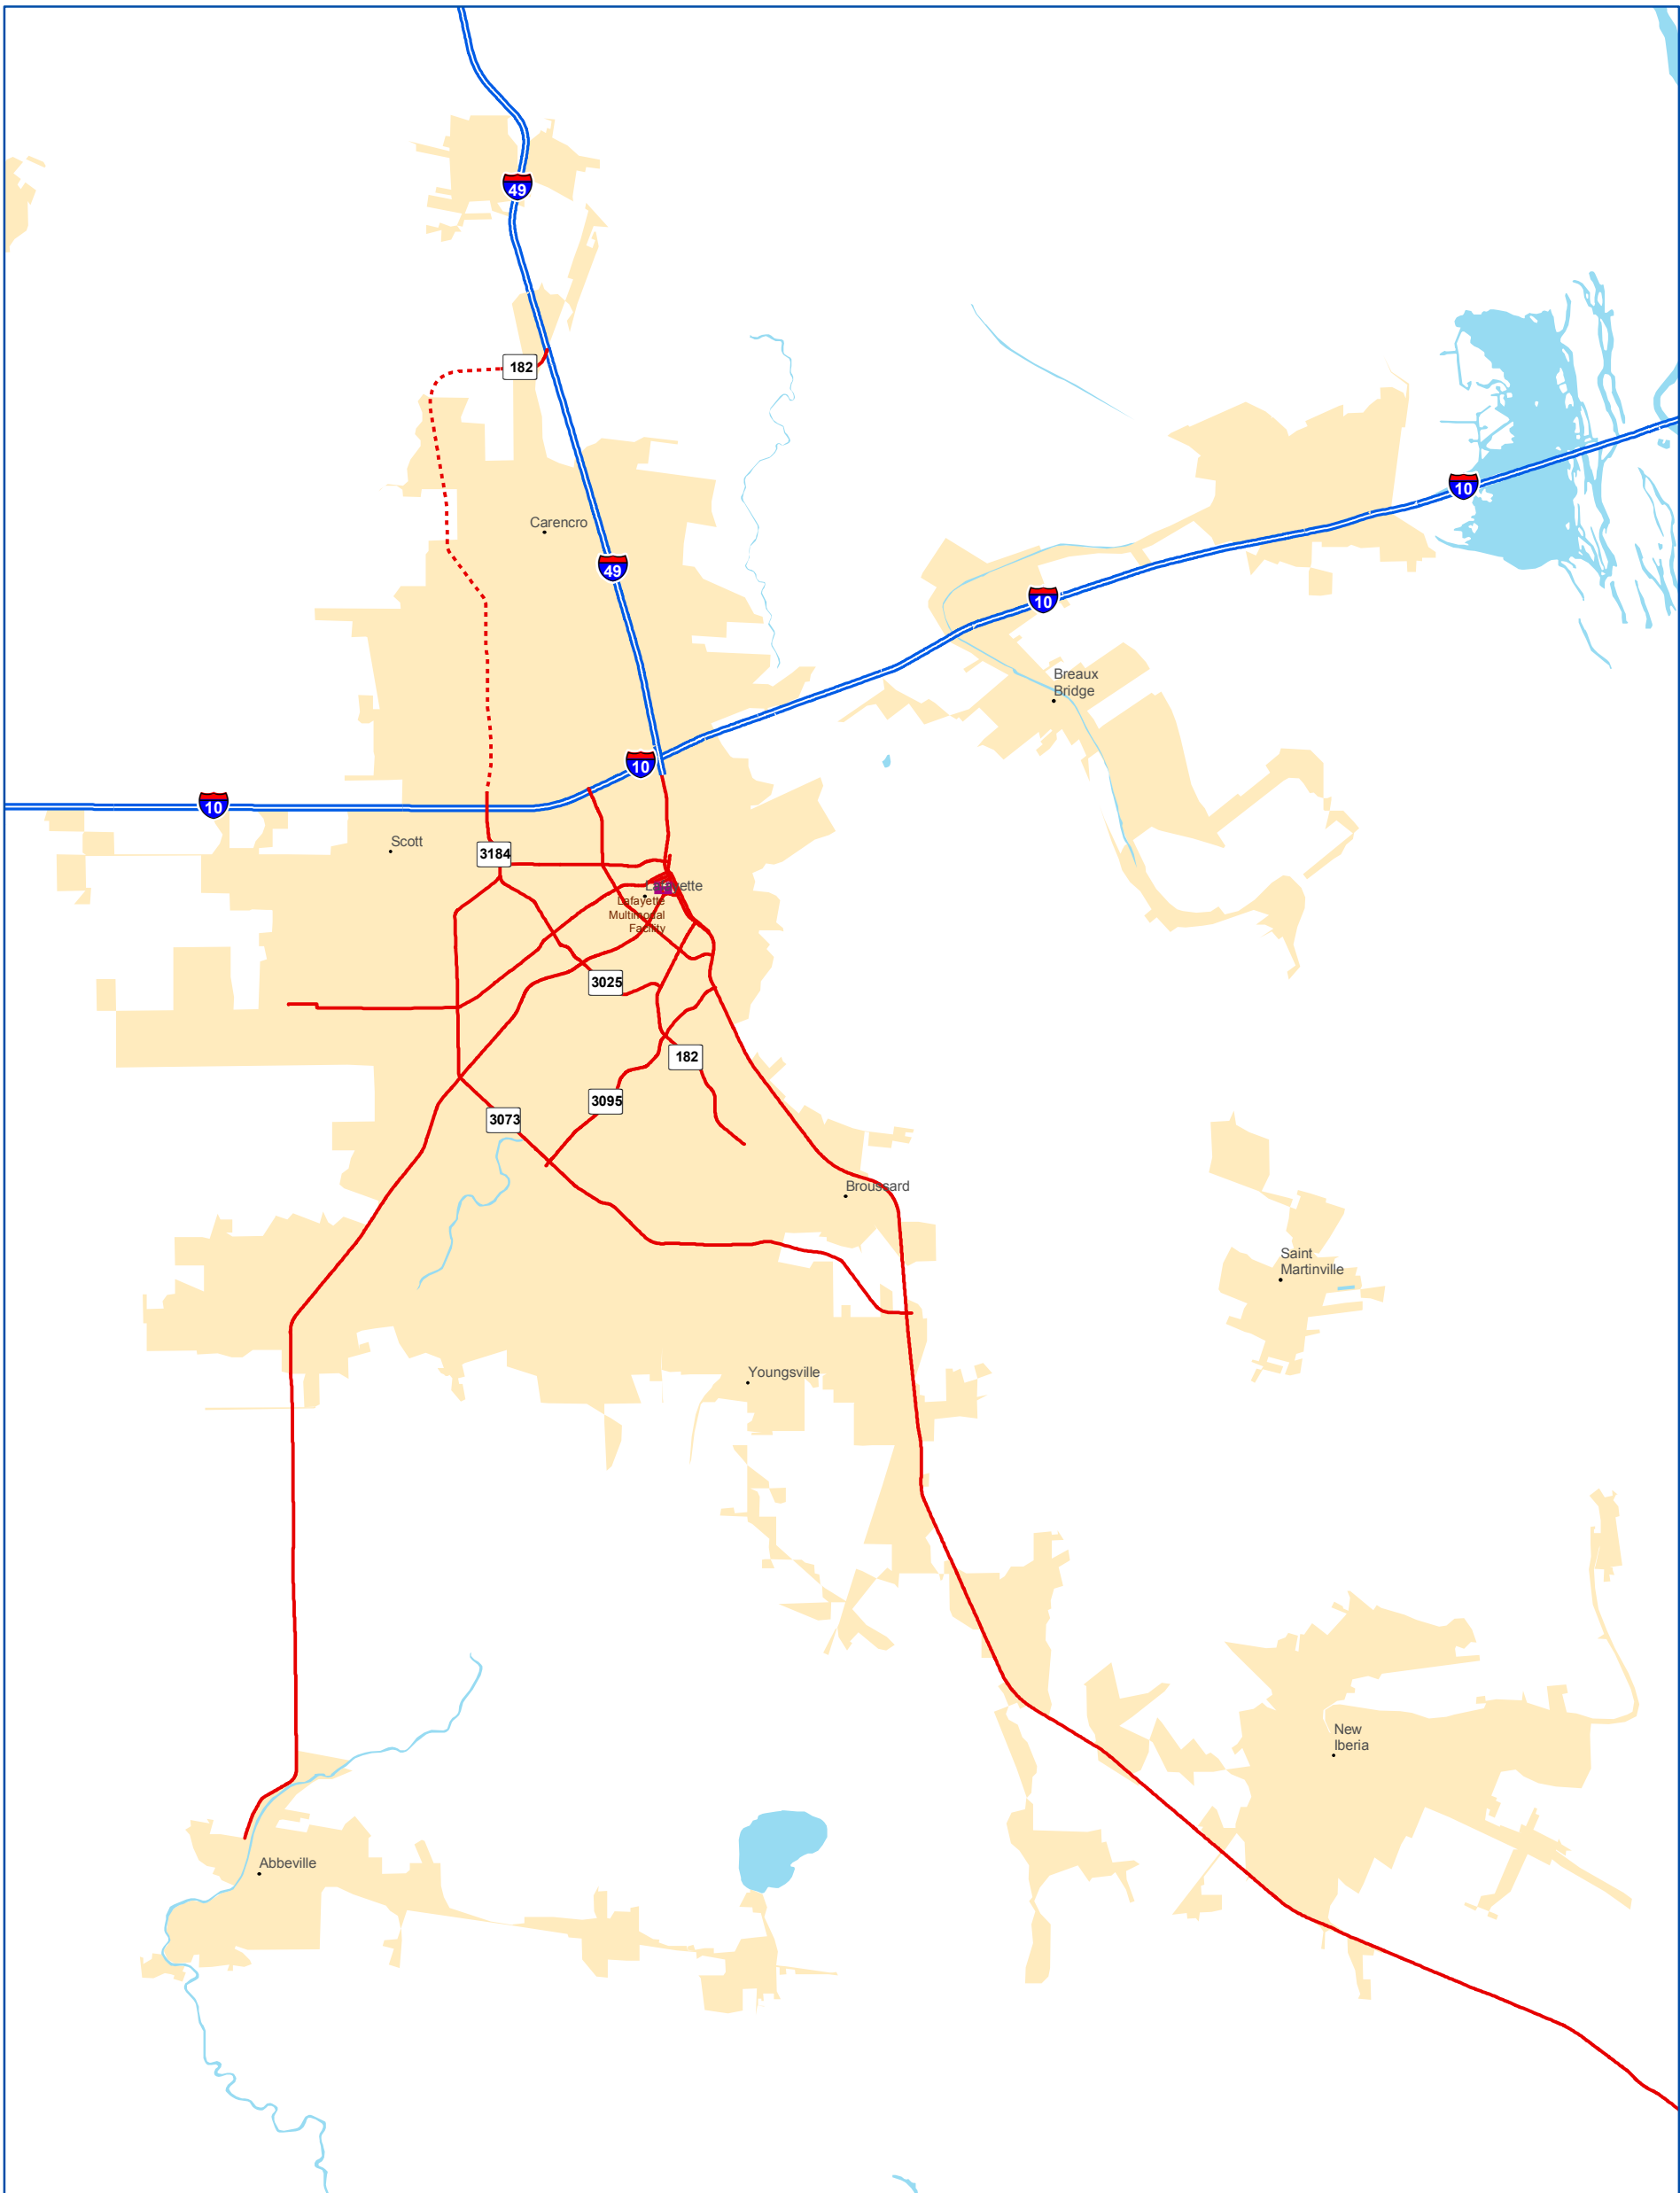 49
182
10
Carencro
49
10
Breaux
Bridge
10
10
Scott
3184
Lafayette
Lafayette
Multimodal
Facility
3025
182
3095
3073
Broussard
Saint
Martinville
Youngsville
New
Iberia
Abbeville